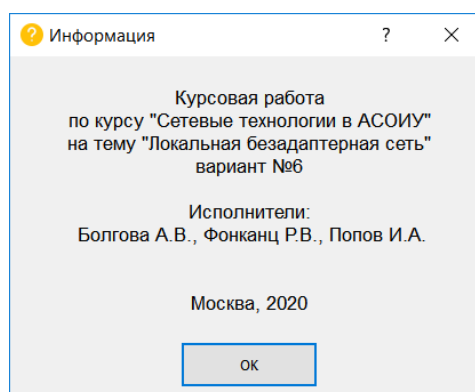 Информация
Курсовая работа
по курсу "Сетевые технологии в АСОИУ"
на тему "Локальная безадаптерная сеть"
вариант №6
Исполнители:
Болгова А.В., Фонканц Р.В., Попов И.А.
Москва, 2020
ОК